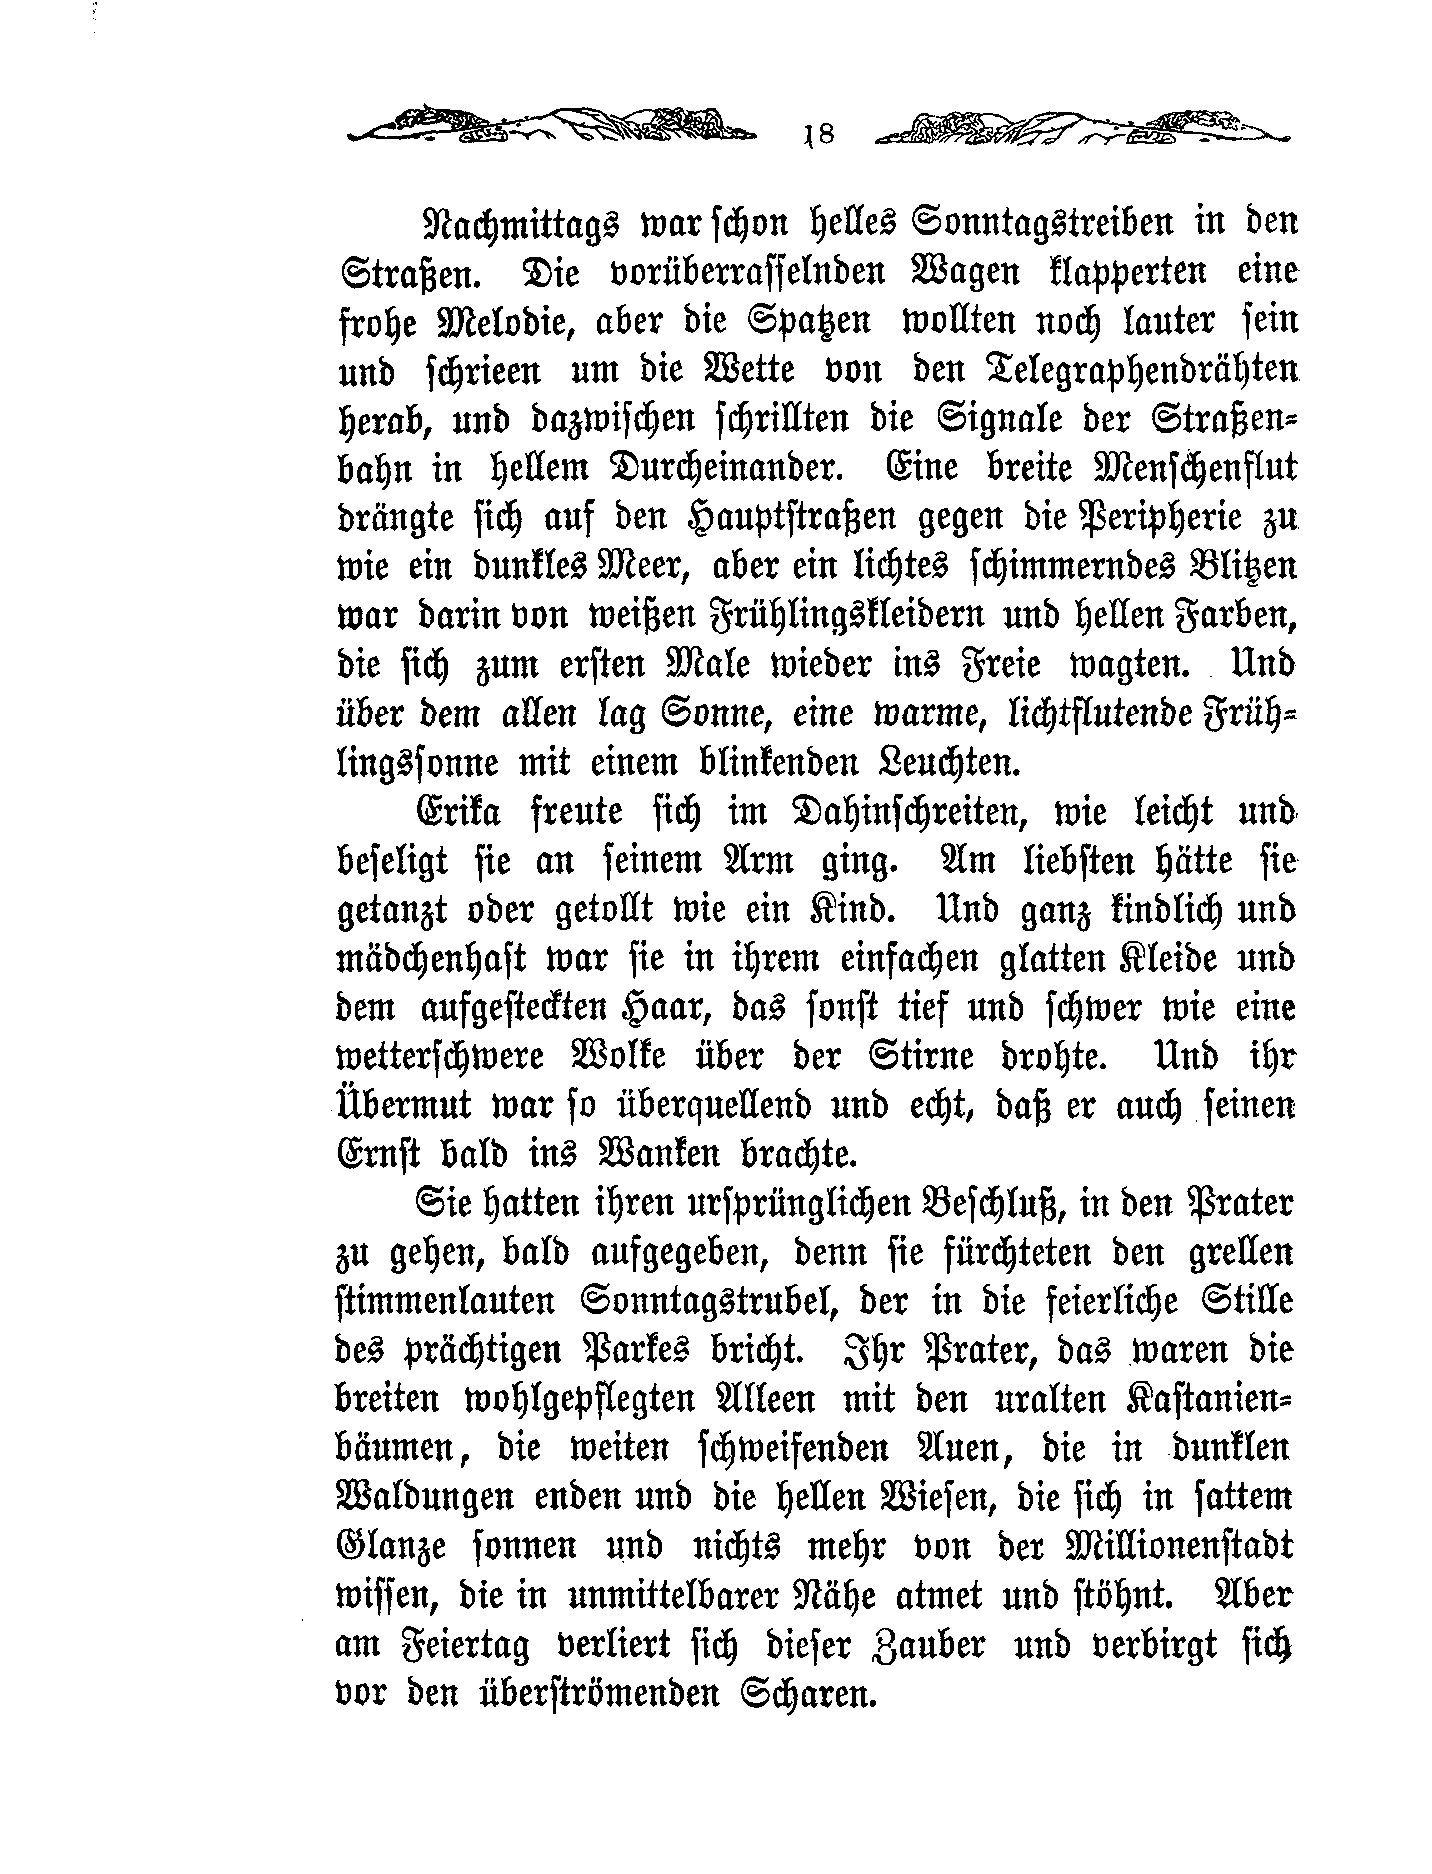 18
Nachmittags war schon helles Sonntagstreiben in den
Straßen. Die vorüberrasselnden Wagen klapperten eine
frohe Melodie, aber die Spatzen wollten noch lauter sein
und schrieen um die Wette von den Telegraphendrähten
herab, und dazwischen schrillten die Signale der Straßen-
bahn in hellem Durcheinander. Eine breite Menschenflut
drängte sich auf den Hauptstraßen gegen die Peripherie zu
wie ein dunkles Meer, aber ein lichtes schimmerndes Blitzen
war darin von weißen Frühlingskleidern und hellen Farben,
die sich zum ersten Male wieder ins Freie wagten. Und
über dem allen lag Sonne, eine warme, lichtflutende Früh-
lingssonne mit einem blinkenden Leuchten.
Erika freute sich im Dahinschreiten, wie leicht und
beseligt sie an seinem Arm ging. Am liebsten hätte sie
getanzt oder getollt wie ein Kind. Und ganz kindlich und
mädchenhaft war sie in ihrem einfachen glatten Kleide und
dem aufgesteckten Haar, das sonst tief und schwer wie eine
wetterschwere Wolke über der Stirne drohte. Und ihr
Übermut war so überquellend und echt, daß er auch seinen
Ernst bald ins Wanken brachte.
Sie hatten ihren ursprünglichen Beschluß, in den Prater
zu gehen, bald aufgegeben, denn sie fürchteten den grellen
stimmenlauten Sonntagstrubel, der in die feierliche Stille
des prächtigen Parkes bricht. Ihr Prater, das waren die
breiten wohlgepflegten Alleen mit den uralten Kastanien-
bäumen, die weiten schweifenden Auen, die in dunklen
Waldungen enden und die hellen Wiesen, die sich in sattem
Glanze sonnen und nichts mehr von der Millionenstadt
wissen, die in unmittelbarer Nähe atmet und stöhnt. Aber
am Feiertag verliert sich dieser Zauber und verbirgt sich
vor den überströmenden Scharen.